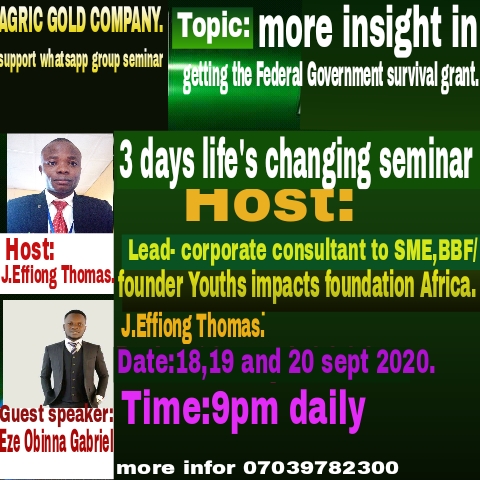 AGRIC GOLD COMPANY.
support whatsapp group seminar
Topic: more insight in
getting the Federal Government survival grant.
3 days life's changing seminar
Host:
Lead- corporate consultant to SME,BBF/
founder Youths impacts foundation Africa.
J.Effiong Thomas.
Host:
J.Effiong Thomas.
Date:18,19 and 20 sept 2020.
Time:9pm daily
Guest speaker:
Eze Obinna Gabriel
more infor 07039782300